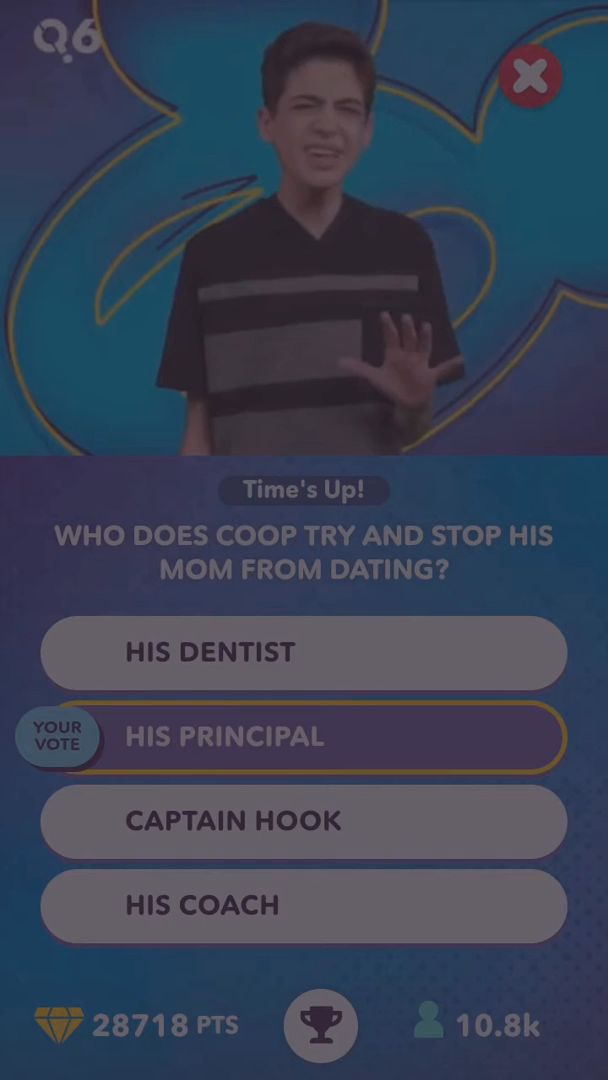 Q.6
Time's Up!
WHO DOES COOP TRY AND STOP HIS
MOM FROM DATING?
HIS DENTIST
YOUR
VOTE
HIS PRINCIPAL
CAPTAIN HOOK
HIS COACH
28718 PTS
10.8k